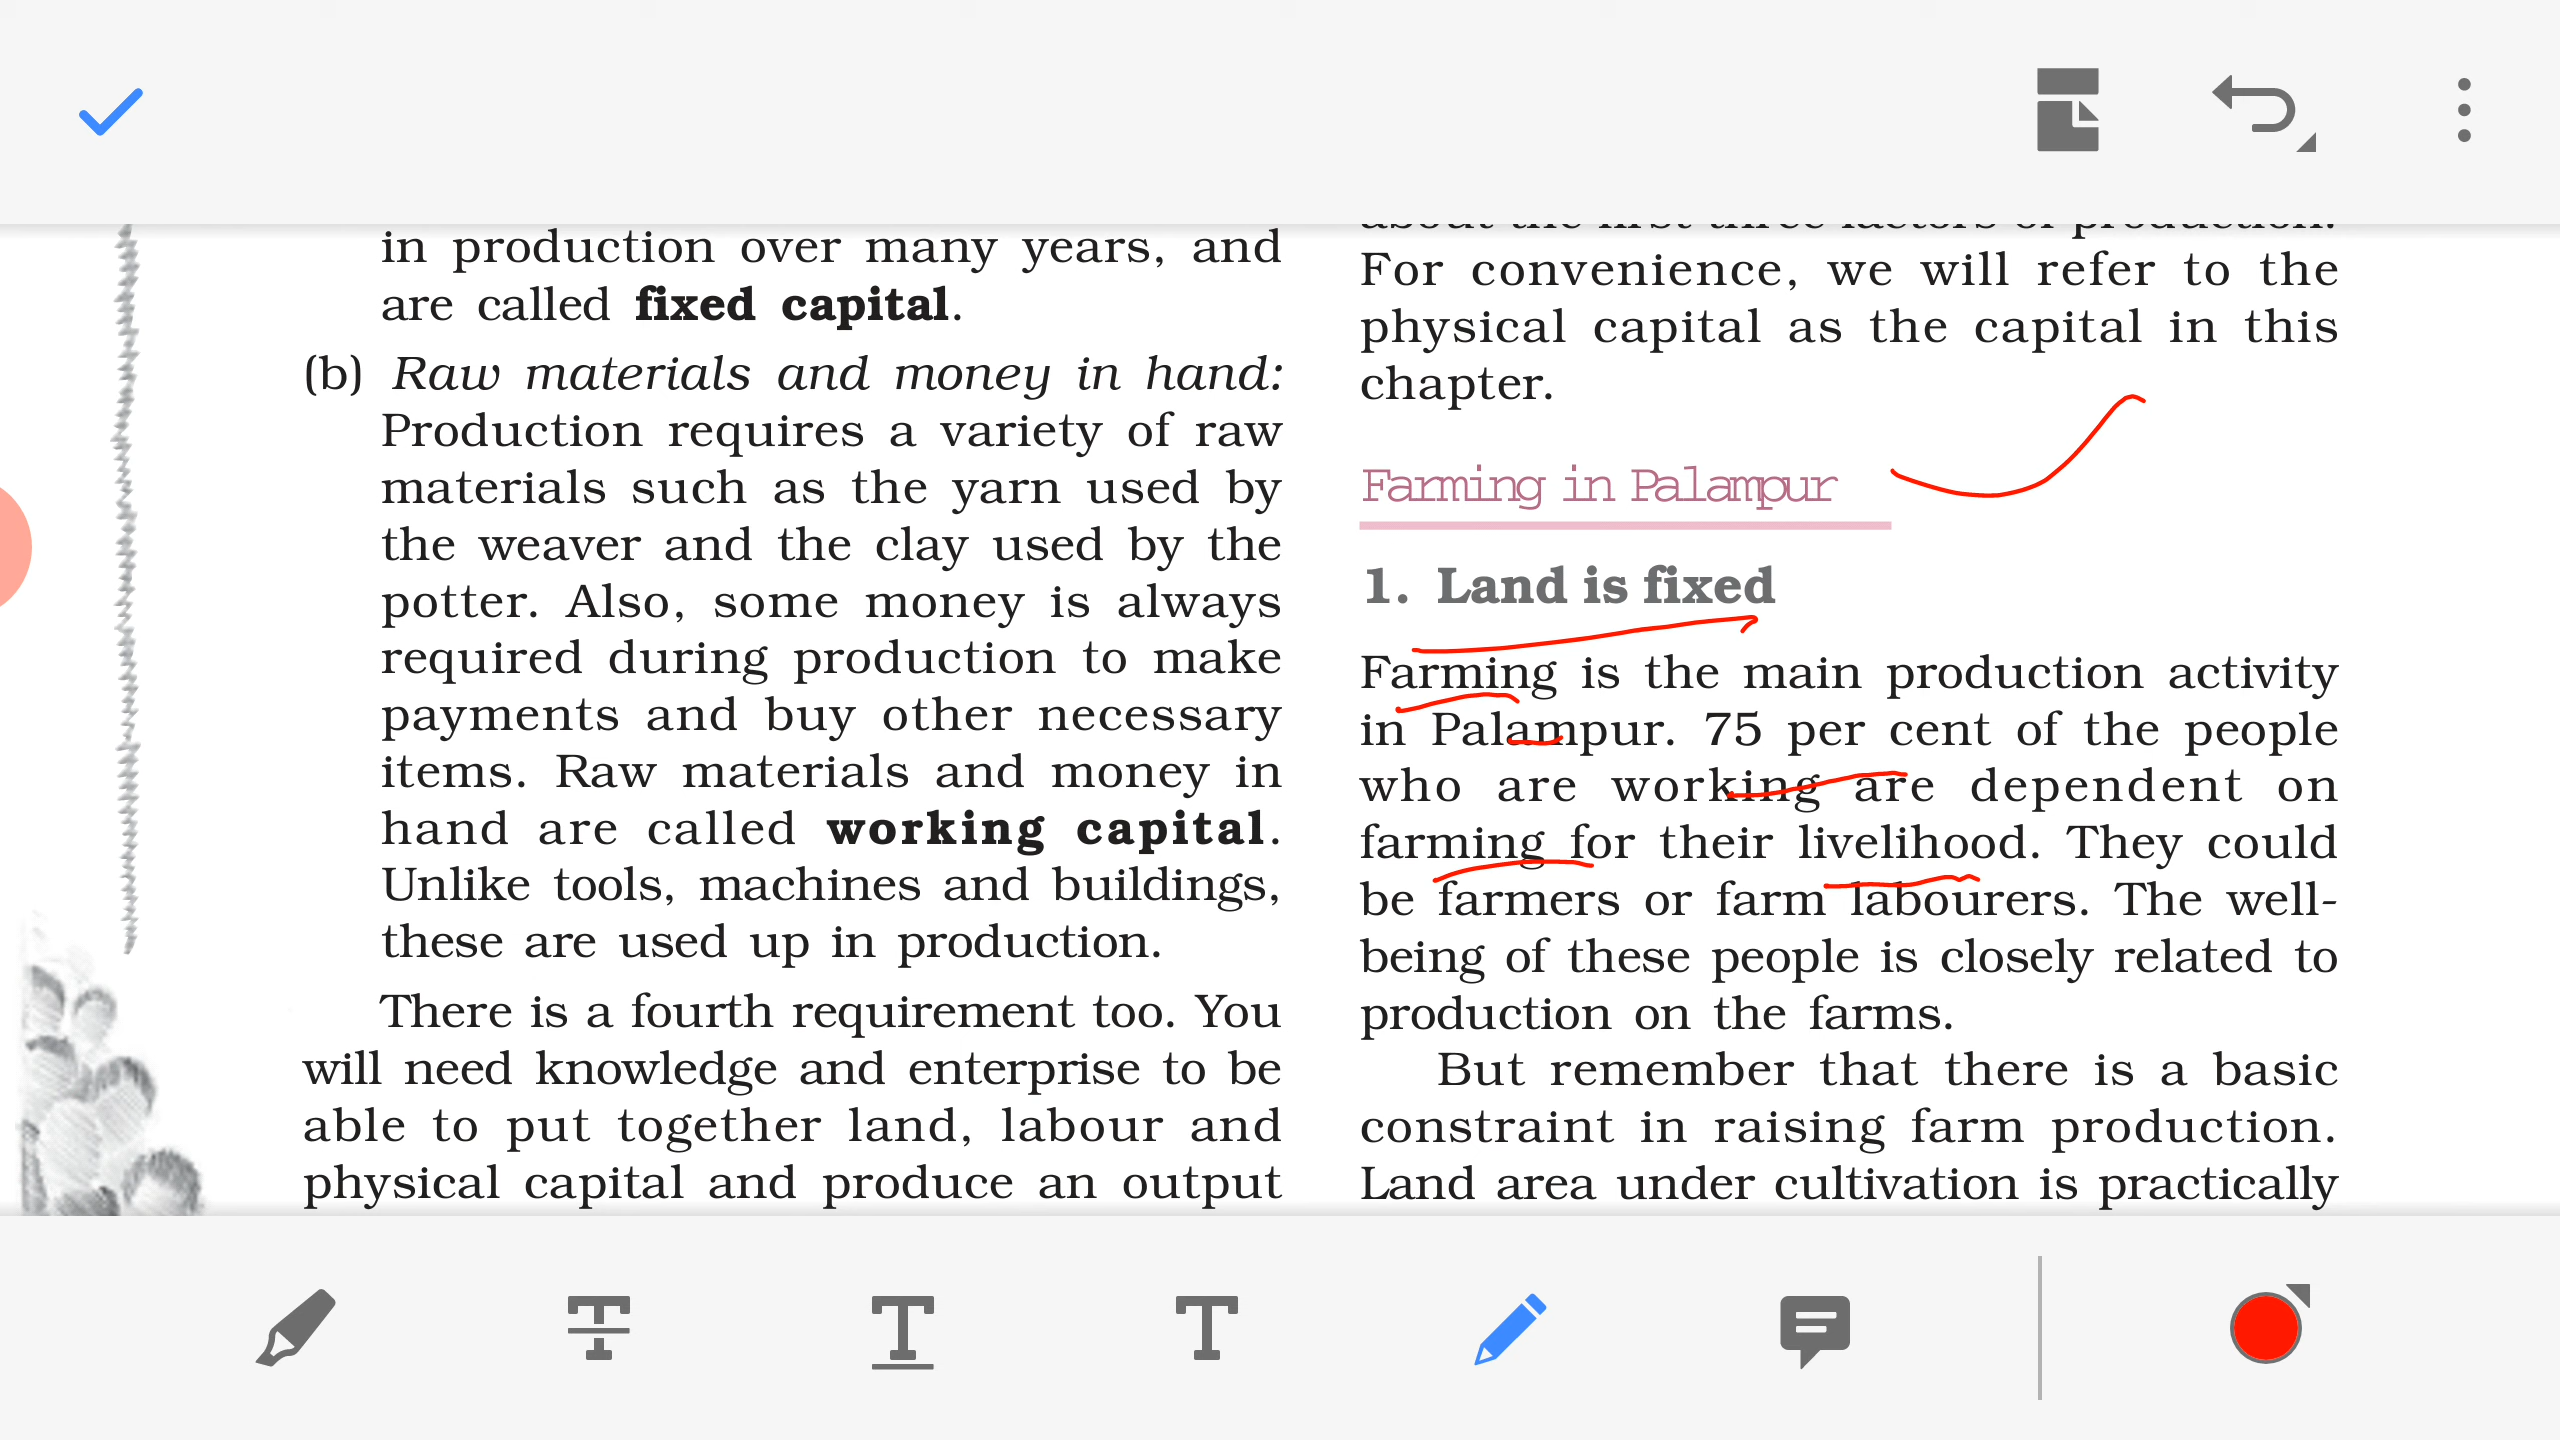 in production over many years, and
are called fixed capital.
(b) Raw materials and money in hand:
Production requires a variety of raw
materials such as the yarn used by
the weaver and the clay used by the
potter. Also, some money is always
required during production to make
payments and buy other necessary
items. Raw materials and money in
hand are called working capital.
Unlike tools, machines and buildings,
these are used up in production.
There is a fourth requirement too. You
will need knowledge and enterprise to be
able to put together land, labour and
physical capital and produce an output
about the first three factors of production.
For convenience, we will refer to the
physical capital as the capital in this
chapter.
Farming in Palampur
1. Land is fixed
Farming is the main production activity
in Palampur. 75 per cent of the people
who are working are dependent on
farming for their livelihood. They could
be farmers or farm labourers. The well-
being of these people is closely related to
production on the farms.
But remember that there is a basic
constraint in raising farm production.
Land area under cultivation is practically